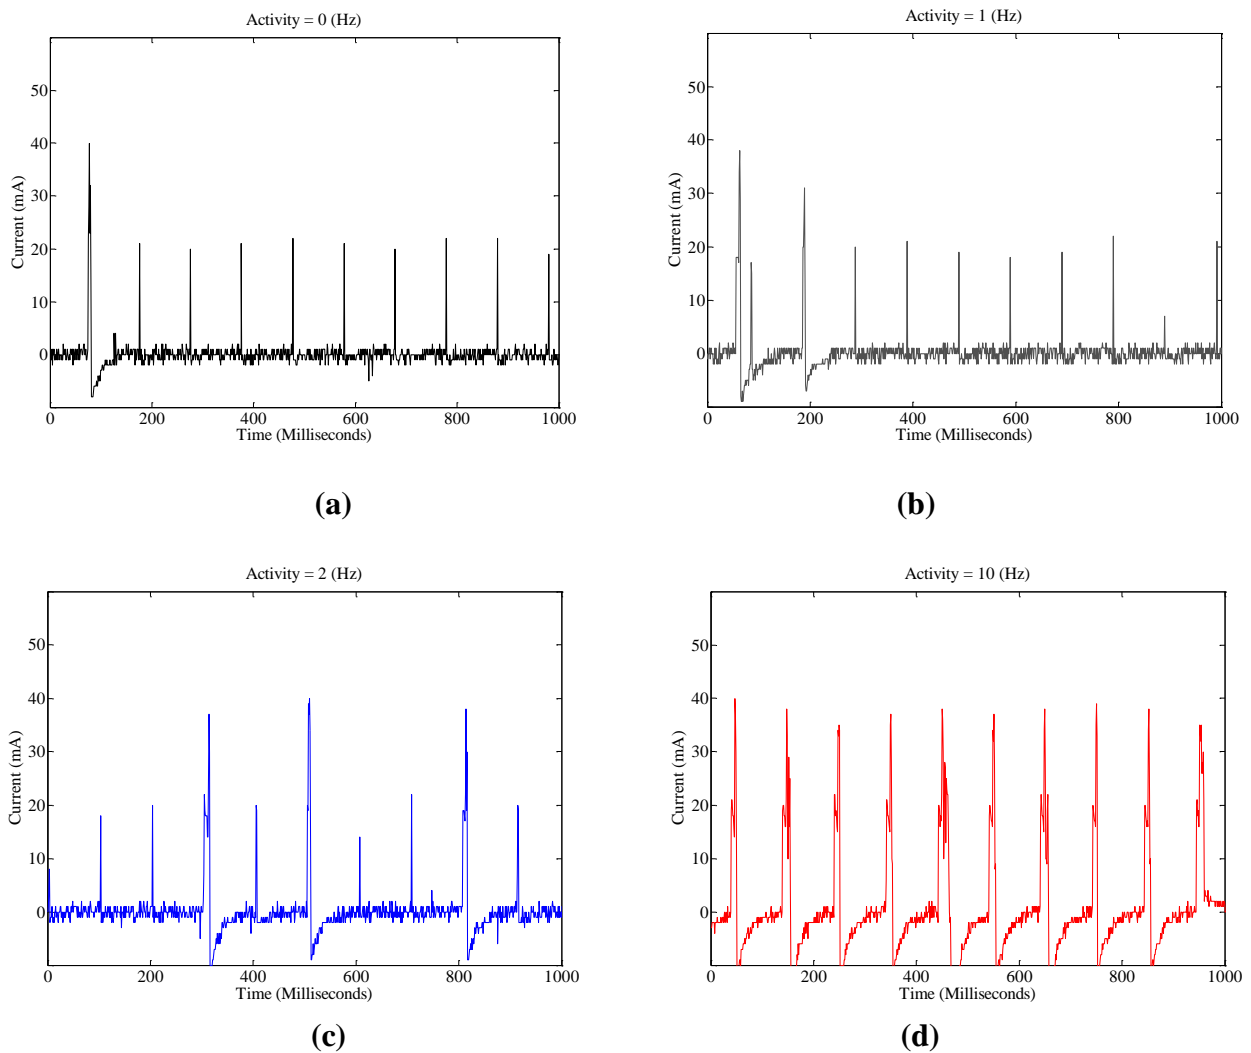 Activity = 0 (Hz)
50
40
30
20
10
0
Current (mA)
0 200 400 600 800 1000
Time (Milliseconds)
(a)
Activity = 1 (Hz)
50
40
30
20
10
0
Current (mA)
0 200 400 600 800 1000
Time (Milliseconds)
(b)
Activity = 2 (Hz)
50
40
30
20
10
0
Current (mA)
0 200 400 600 800 1000
Time (Milliseconds)
(c)
Activity = 10 (Hz)
50
40
30
20
10
0
Current (mA)
0 200 400 600 800 1000
Time (Milliseconds)
(d)